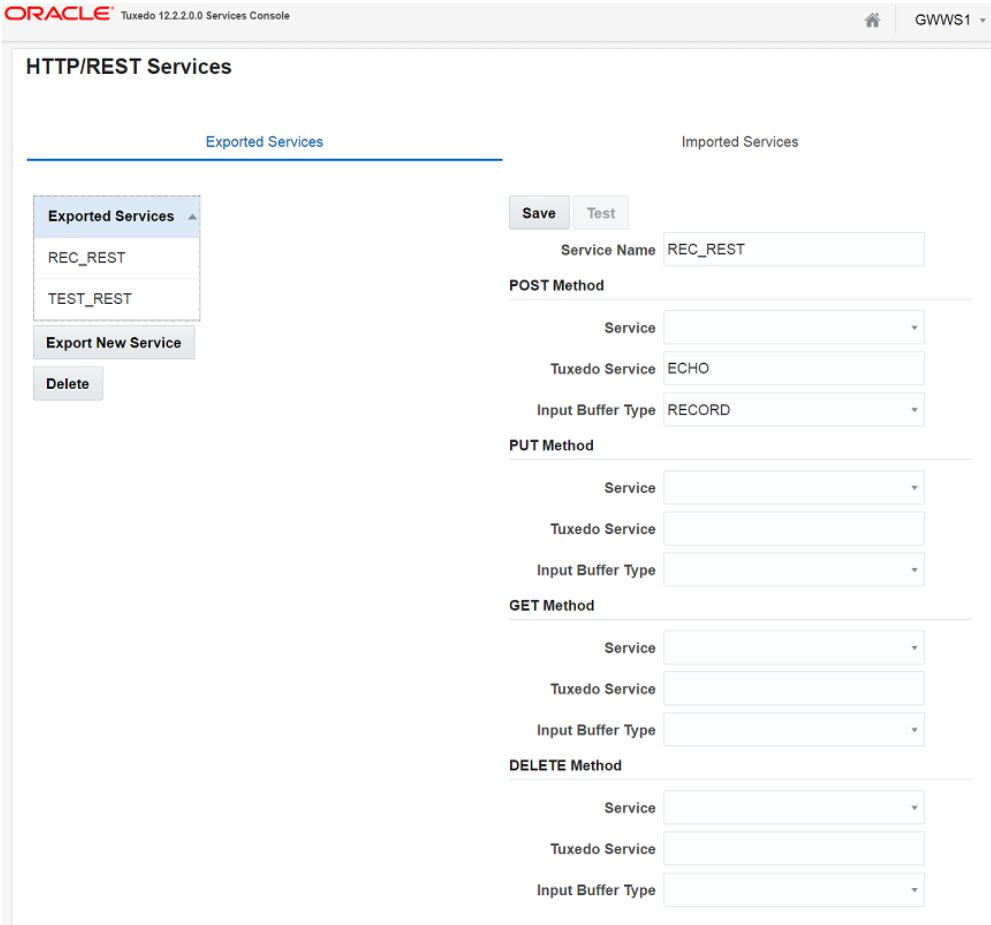 ORACLE Tuxedo 12.2.2.0.0 Services Console
GWWS1
HTTP/REST Services
Exported Services Imported Services
Exported Services
REC_REST
TEST_REST
Export New Service
Delete
Save Test
Service Name REC_REST
POST Method
Service
Tuxedo Service ECHO
Input Buffer Type RECORD
PUT Method
Service
Tuxedo Service
Input Buffer Type
GET Method
Service
Tuxedo Service
Input Buffer Type
DELETE Method
Service
Tuxedo Service
Input Buffer Type